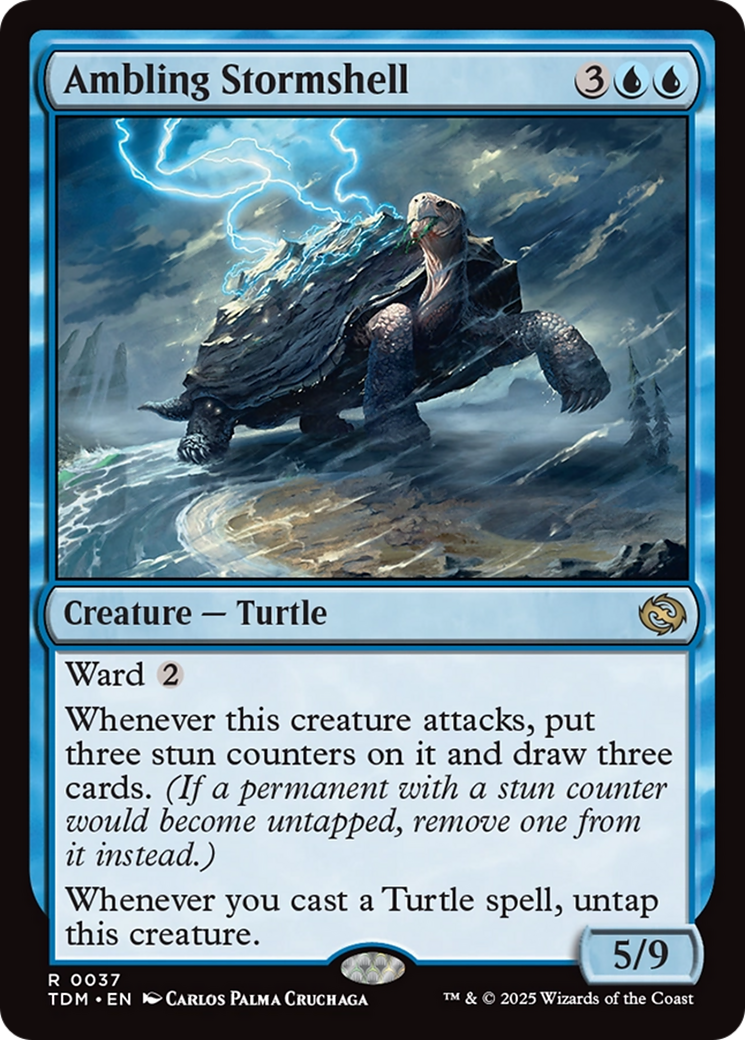 Ambling Stormshell 3
Creature — Turtle
Ward 2
Whenever this creature attacks, put
three stun counters on it and draw three
cards. (If a permanent with a stun counter
would become untapped, remove one from
it instead.)
Whenever you cast a Turtle spell, untap
this creature.
5/9
R 0037
TDM • EN Carlos Palma Cruchaga ™ & © 2025 Wizards of the Coast